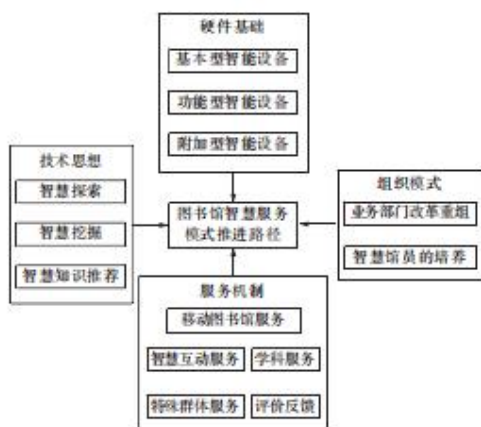 硬件基础
基本型智能设备
功能型智能设备
附加型智能设备
技术思想
智慧探索
智慧挖掘
智慧知识推荐
图书馆智慧服务
模式推进路径
组织模式
业务部门改革重组
智慧馆员的培养
服务机制
移动图书馆服务
智慧互动服务
学科服务
特殊群体服务
评价反馈